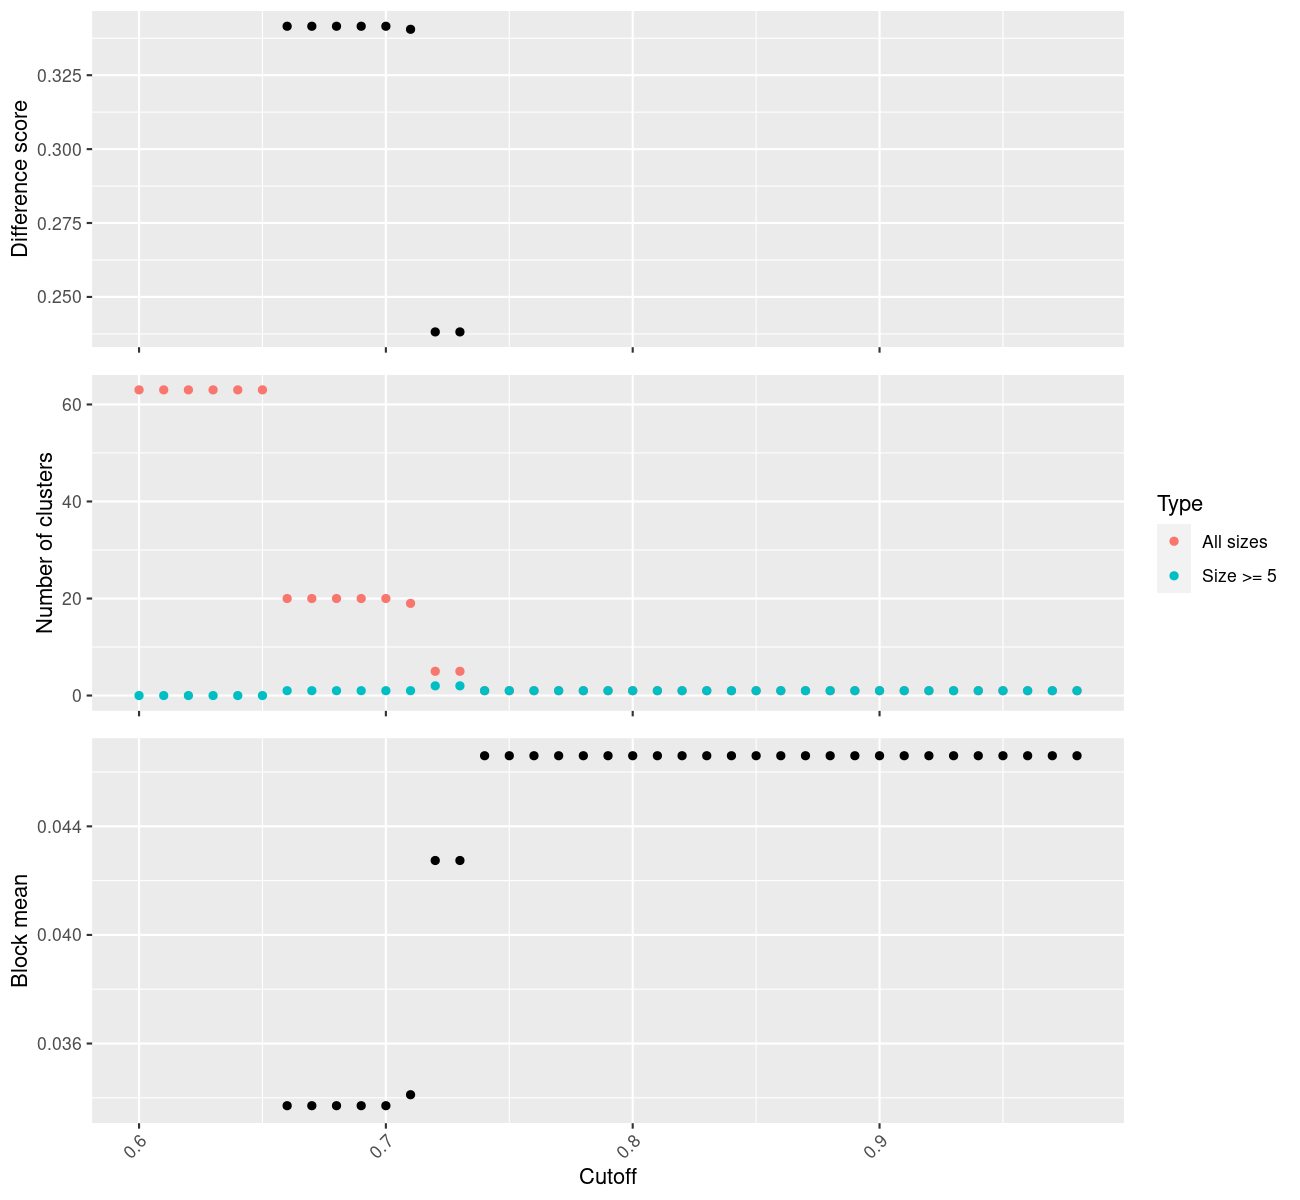 Difference score
0.325
0.300
0.275
0.250
Number of clusters
60
40
20
0
Type
All sizes
Size >= 5
Block mean
0.044
0.040
0.036
0.6
0.7
0.8
0.9
Cutoff